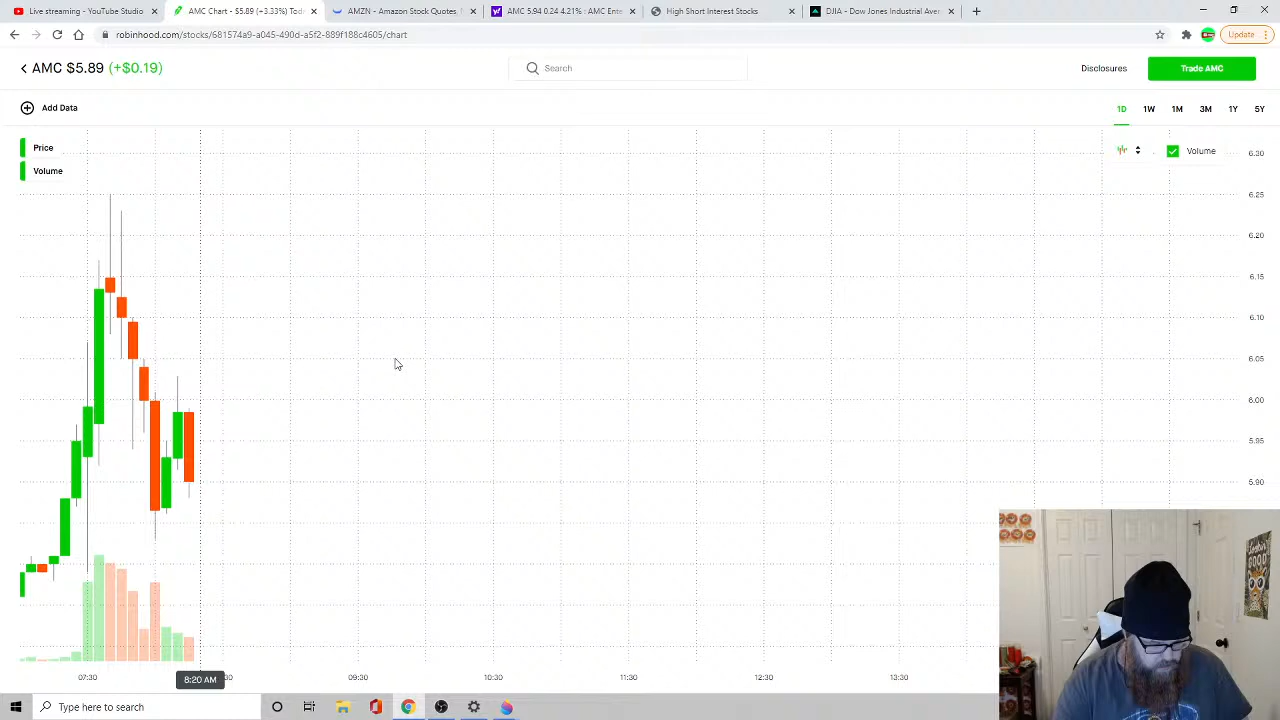 Live streaming - YouTube Studio
AMC Chart - $5.89 (+3.33%) Tod
AMZN - Amazon Stock Quotes,
AMC 5.94 0.24 4.21% : AMC Ente
High Short Interest Stocks
DJIA - Dow Jones Industrial Aver
robinhood.com/stocks/681574a9-a045-490d-a5f2-889f188c4605/chart
Update
AMC $5.89 (+$0.19)
Search
Disclosures
Trade AMC
Add Data
1D 1W 1M 3M 1Y 5Y
Price
Volume
Volume
6.30
6.25
6.20
6.15
6.10
6.05
6.00
5.95
5.90
07:30 8:20 AM 30 09:30 10:30 11:30 12:30 13:30
Type here to search